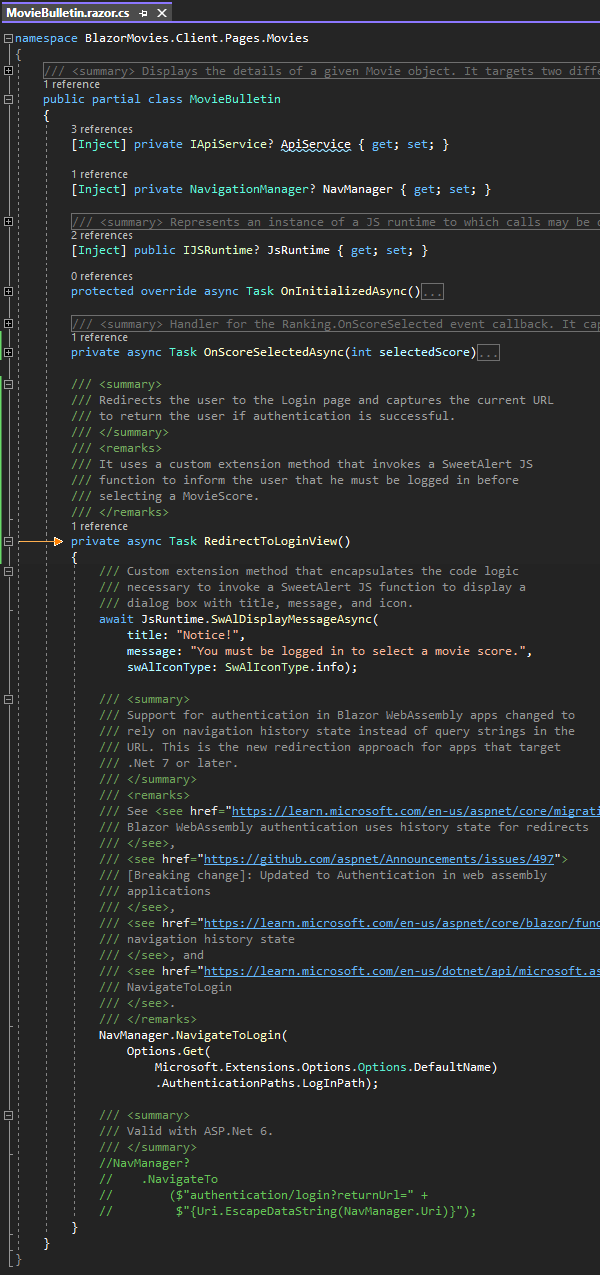 MovieBulletin.razor.cs
namespace BlazorMovies.Client.Pages.Movies
{
/// <summary> Displays the details of a given Movie object. It targets two diffe
1 reference
public partial class MovieBulletin
{
3 references
[Inject] private IApiService? ApiService { get; set; }
1 reference
[Inject] private NavigationManager? NavManager { get; set; }
/// <summary> Represents an instance of a JS runtime to which calls may be d
2 references
[Inject] public IJSRuntime? JsRuntime { get; set; }
0 references
protected override async Task OnInitializedAsync()...
/// <summary> Handler for the Ranking.OnScoreSelected event callback. It cap
1 reference
private async Task OnScoreSelectedAsync(int selectedScore)...
/// <summary>
/// Redirects the user to the Login page and captures the current URL
/// to return the user if authentication is successful.
/// </summary>
/// <remarks>
/// It uses a custom extension method that invokes a SweetAlert JS
/// function to inform the user that he must be logged in before
/// selecting a MovieScore.
/// </remarks>
1 reference
private async Task RedirectToLoginView()
{
/// Custom extension method that encapsulates the code logic
/// necessary to invoke a SweetAlert JS function to display a
/// dialog box with title, message, and icon.
await JsRuntime.SwAlDisplayMessageAsync(
title: "Notice!",
message: "You must be logged in to select a movie score.",
swAlIconType: SwAlIconType.info);
/// <summary>
/// Support for authentication in Blazor WebAssembly apps changed to
/// rely on navigation history state instead of query strings in the
/// URL. This is the new redirection approach for apps that target
/// .Net 7 or later.
/// </summary>
/// <remarks>
/// See <see href="https://learn.microsoft.com/en-us/aspnet/core/migrati
/// Blazor WebAssembly authentication uses history state for redirects
/// </see>,
/// <see href="https://github.com/aspnet/Announcements/issues/497">
/// [Breaking change]: Updated to Authentication in web assembly
/// applications
/// </see>,
/// <see href="https://learn.microsoft.com/en-us/aspnet/core/blazor/func
/// navigation history state
/// </see>, and
/// <see href="https://learn.microsoft.com/en-us/dotnet/api/microsoft.as
/// NavigateToLogin
/// </see>.
/// </remarks>
NavManager.NavigateToLogin(
Options.Get(
Microsoft.Extensions.Options.Options.DefaultName)
.AuthenticationPaths.LogInPath);
/// <summary>
/// Valid with ASP.Net 6.
/// </summary>
//NavManager?
// .NavigateTo
// ($"authentication/login?returnUrl=" +
// $"{Uri.EscapeDataString(NavManager.Uri)}");
}
}
}